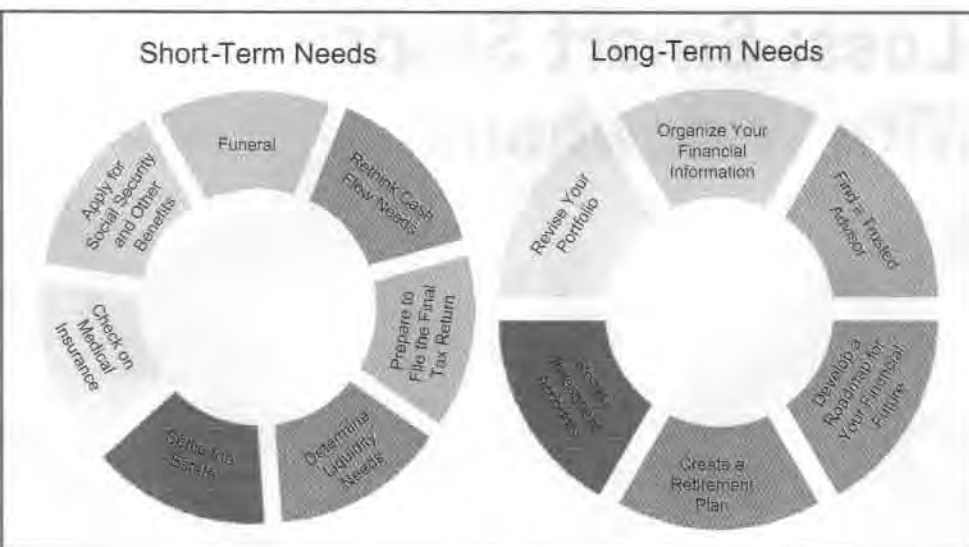 Short-Term Needs
Funeral
Rethink Cash
Flow Needs
Prepare to
File the Final
Tax Return
Determine
Liquidity
Needs
Settle the
Estate
Check on
Medical
Insurance
Apply for
Social Security
and Other
Benefits
Long-Term Needs
Organize Your
Financial
Information
Find a Trusted
Advisor
Develop a
Roadmap for
Your Financial
Future
Create a
Retirement
Plan
Investment
Revise Your
Portfolio